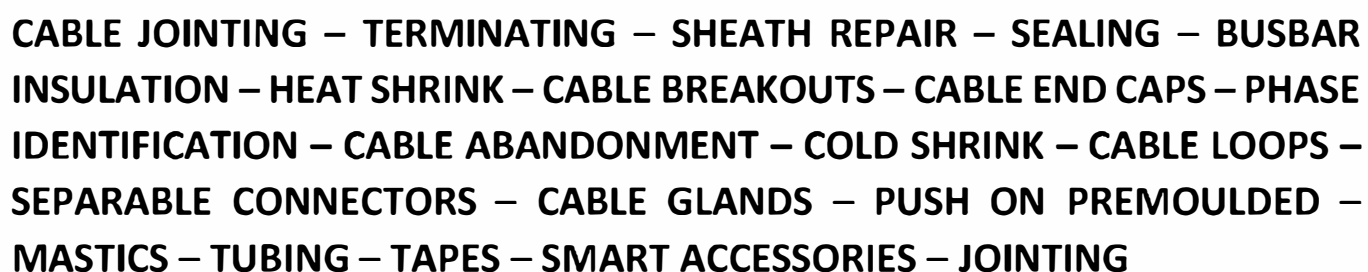 CABLE JOINTING – TERMINATING – SHEATH REPAIR – SEALING – BUSBAR
INSULATION – HEAT SHRINK – CABLE BREAKOUTS – CABLE END CAPS – PHASE
IDENTIFICATION – CABLE ABANDONMENT – COLD SHRINK – CABLE LOOPS –
SEPARABLE CONNECTORS – CABLE GLANDS – PUSH ON PREMOULDED –
MASTICS – TUBING – TAPES – SMART ACCESSORIES – JOINTING